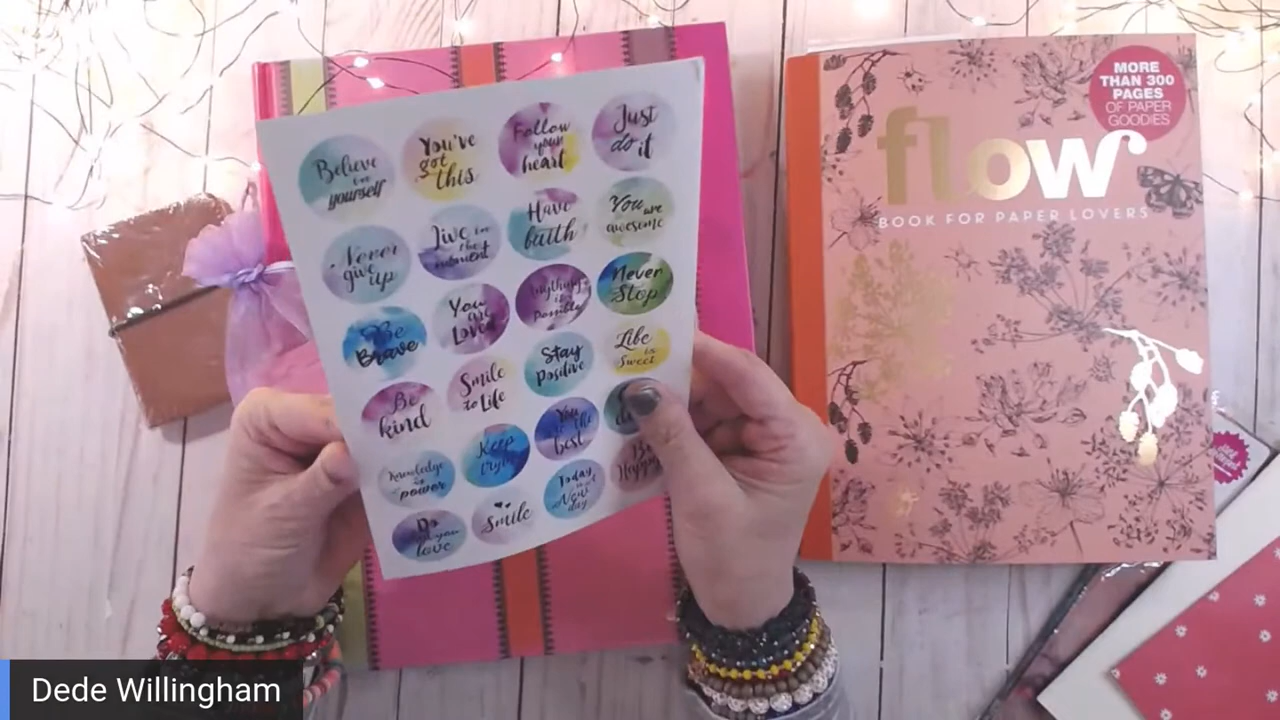 Believe
in
yourself
You've
got
this
Follow
your
heart
Just
do it
Never
give
up
Live in
the
moment
Have
faith
You are
awesome
Be
Brave
You
are
Loved
Anything
is
Possible
Never
Stop
Be
kind
Smile
to Life
Stay
Positive
Life
is
Sweet
Knowledge
is
power
Keep
trying
You
are the
best
Do
what you
love
Smile
Today
is a
New
day
Be
Happy
MORE
THAN 300
PAGES
OF PAPER
GOODIES
flow
BOOK FOR PAPER LOVERS
Dede Willingham